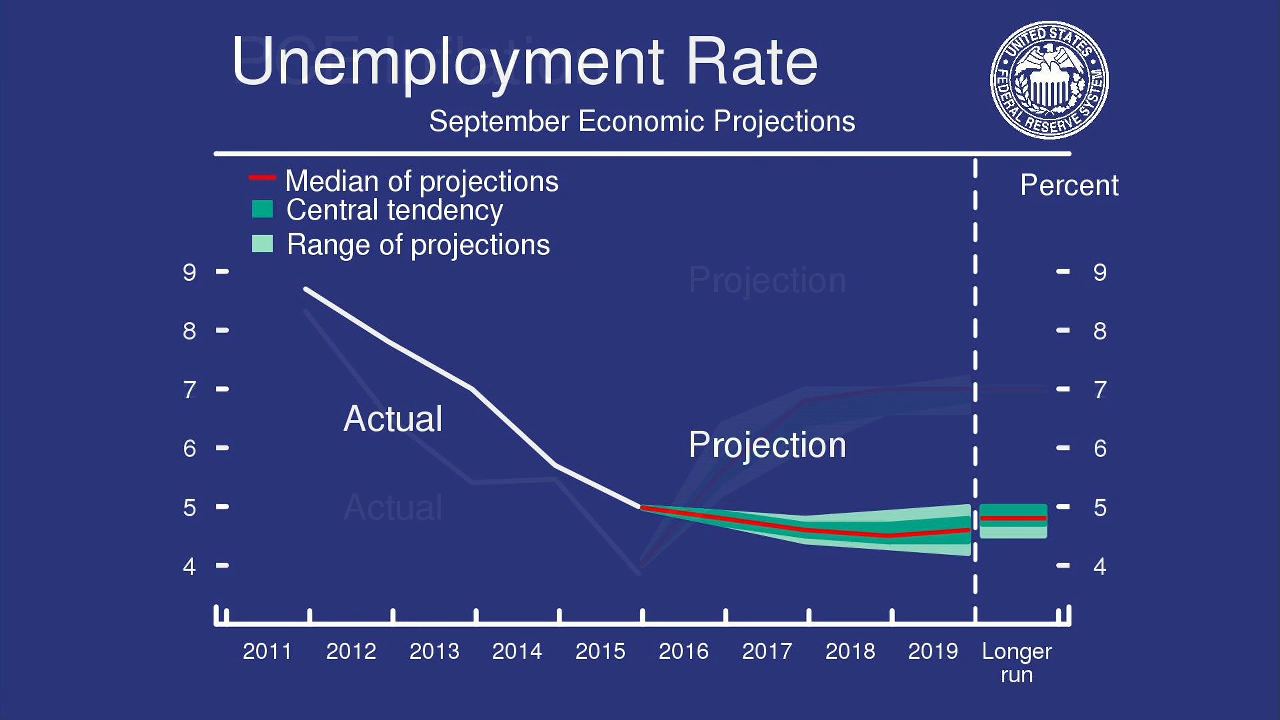 Unemployment Rate
September Economic Projections
UNITED STATES
FEDERAL RESERVE SYSTEM
Median of projections
Percent
Central tendency
Range of projections
9 9
Projection
8 8
7 7
Actual
Projection
6 6
5 5
Actual
4 4
2011 2012 2013 2014 2015 2016 2017 2018 2019 Longer
run